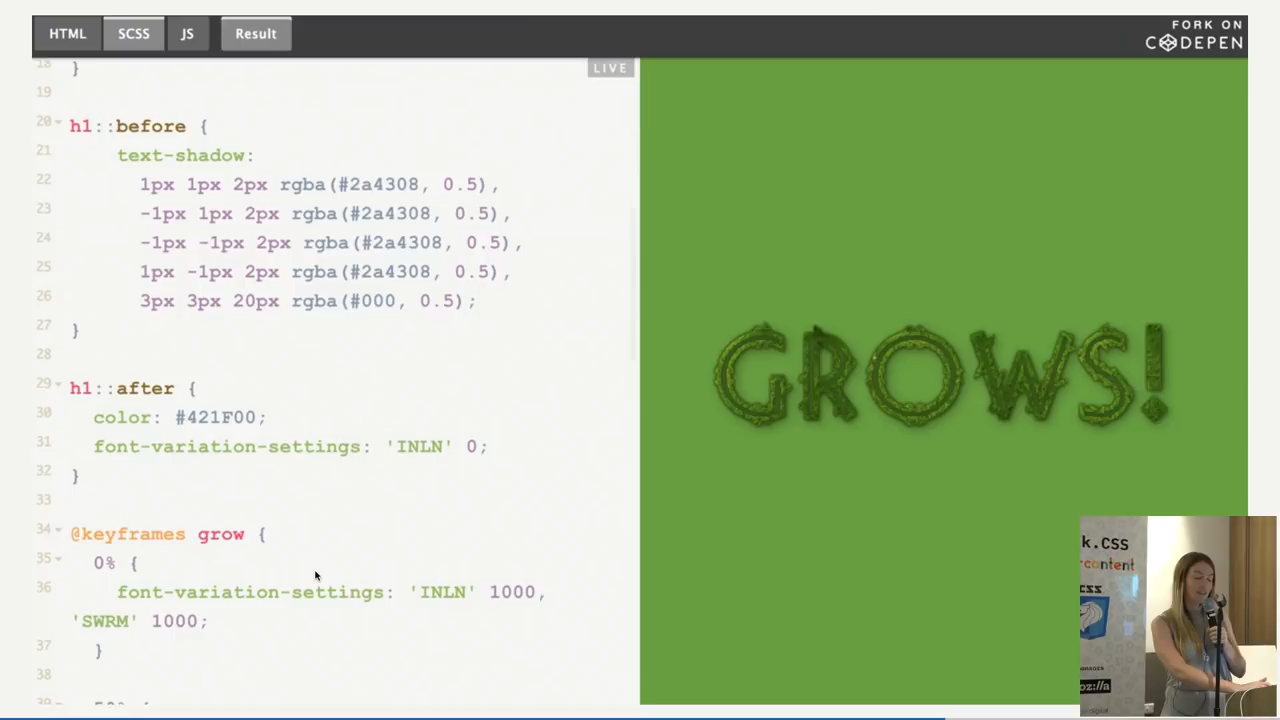 HTML SCSS JS Result
FORK ON
CODEPEN
LIVE
18 }
19
20 h1::before {
21 text-shadow:
22 1px 1px 2px rgba(#2a4308, 0.5),
23 -1px 1px 2px rgba(#2a4308, 0.5),
24 -1px -1px 2px rgba(#2a4308, 0.5),
25 1px -1px 2px rgba(#2a4308, 0.5),
26 3px 3px 20px rgba(#000, 0.5);
27 }
28
29 h1::after {
30 color: #421F00;
31 font-variation-settings: 'INLN' 0;
32 }
33
34 @keyframes grow {
35 0% {
36 font-variation-settings: 'INLN' 1000,
'SWRM' 1000;
37 }
38
39
GROWS!
k.CSS
rcontent
CSS
oz://a